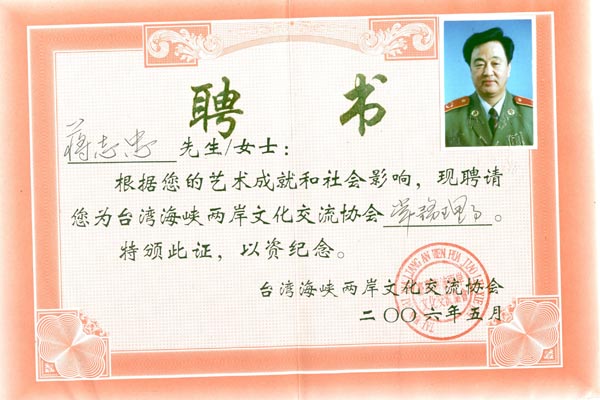 聘 书
蒋志忠 先生/女士：
根据您的艺术成就和社会影响，现聘请
您为台湾海峡两岸文化交流协会 常务理事。
特颁此证，以资纪念。
台湾海峡两岸文化交流协会
二〇〇六年五月